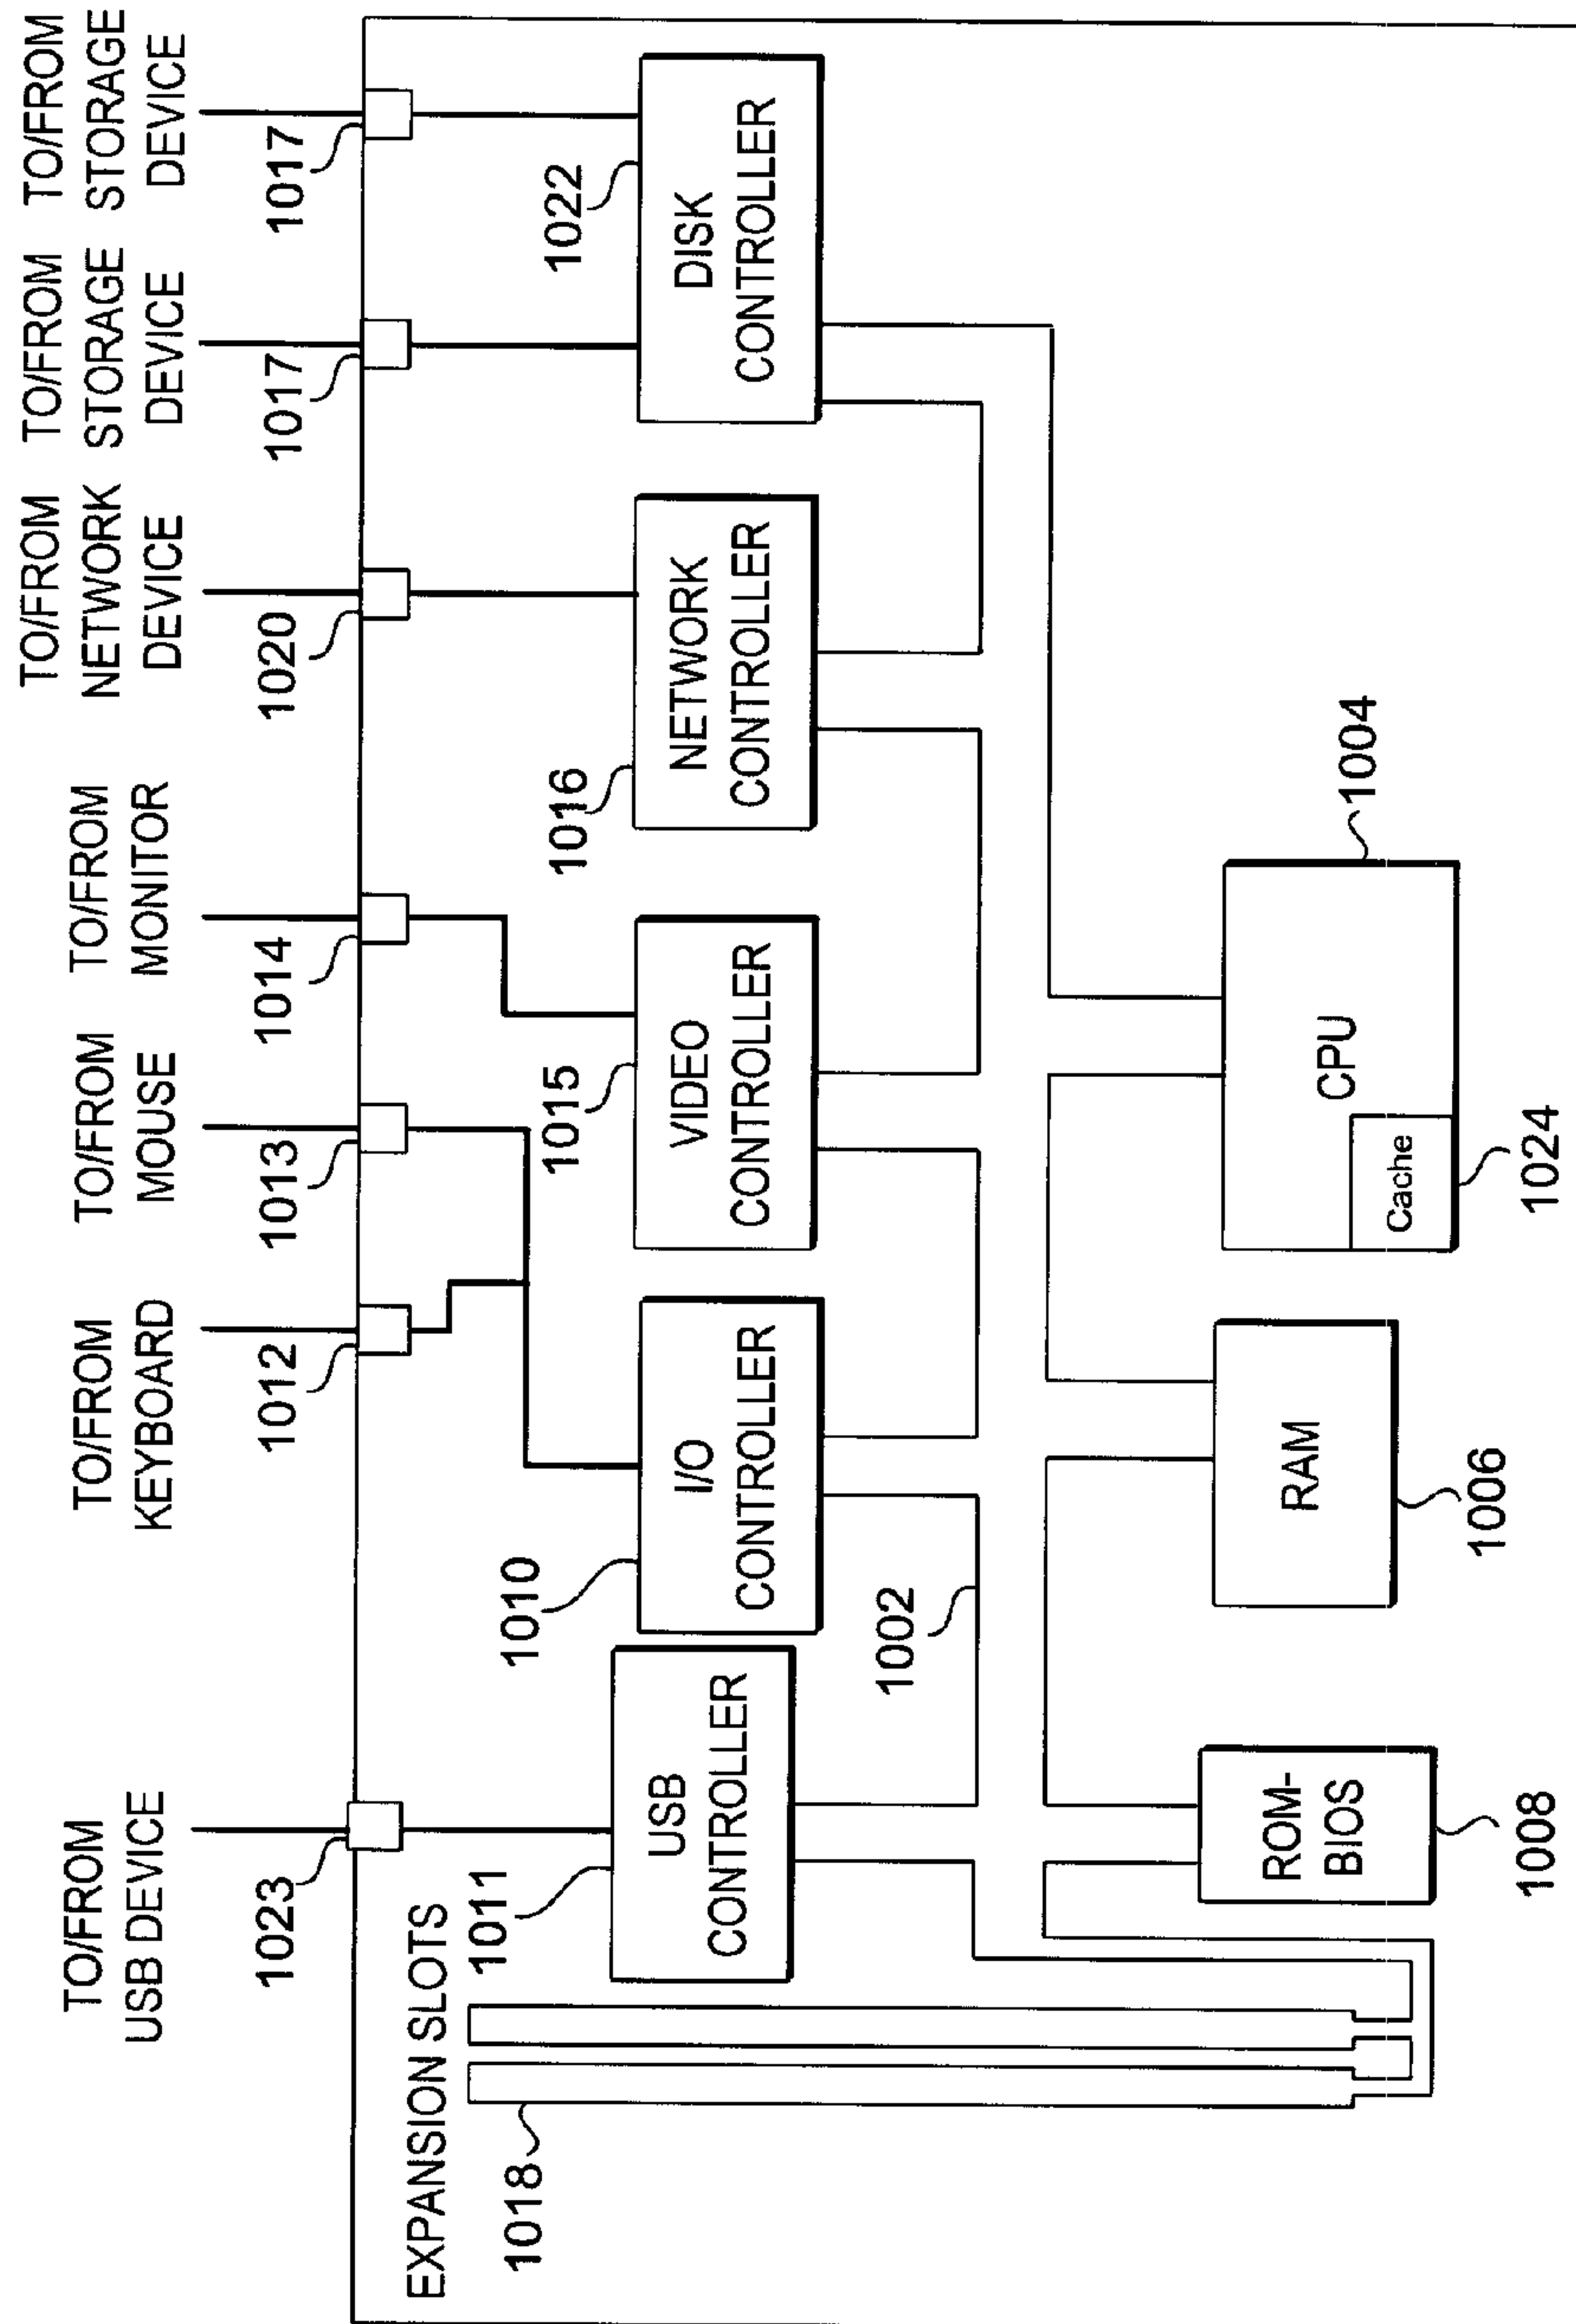 TO/FROM
USB DEVICE
TO/FROM
KEYBOARD
TO/FROM
MOUSE
TO/FROM
MONITOR
TO/FROM
NETWORK
DEVICE
TO/FROM
STORAGE
DEVICE
TO/FROM
STORAGE
DEVICE
1023
1012
1013
1014
1020
1017
1017
EXPANSION SLOTS
1018
1011
USB
CONTROLLER
1010
I/O
CONTROLLER
1015
VIDEO
CONTROLLER
1016
NETWORK
CONTROLLER
1022
DISK
CONTROLLER
1002
ROM-
BIOS
1008
RAM
1006
CPU
1004
Cache
1024